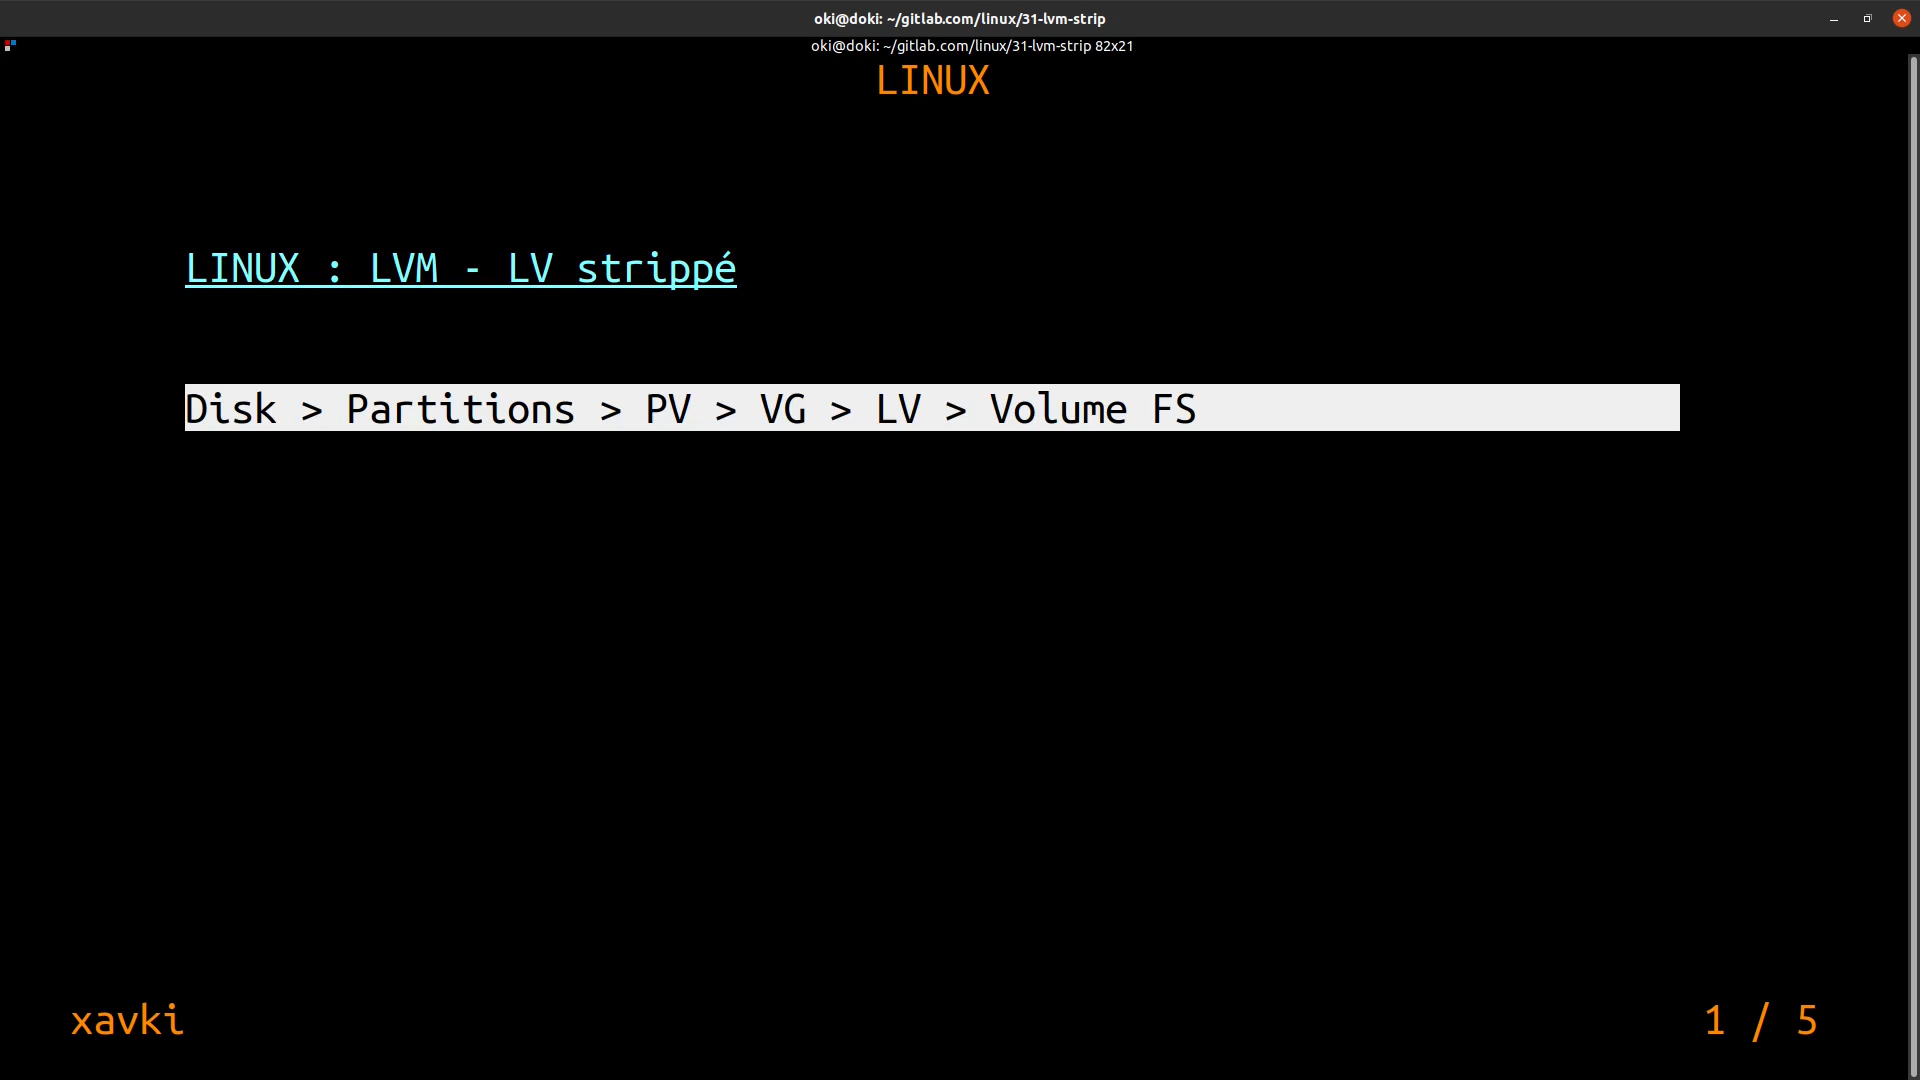 oki@doki: ~/gitlab.com/linux/31-lvm-strip
oki@doki: ~/gitlab.com/linux/31-lvm-strip 82x21
LINUX
LINUX : LVM - LV strippé
Disk > Partitions > PV > VG > LV > Volume FS
xavki
1 / 5